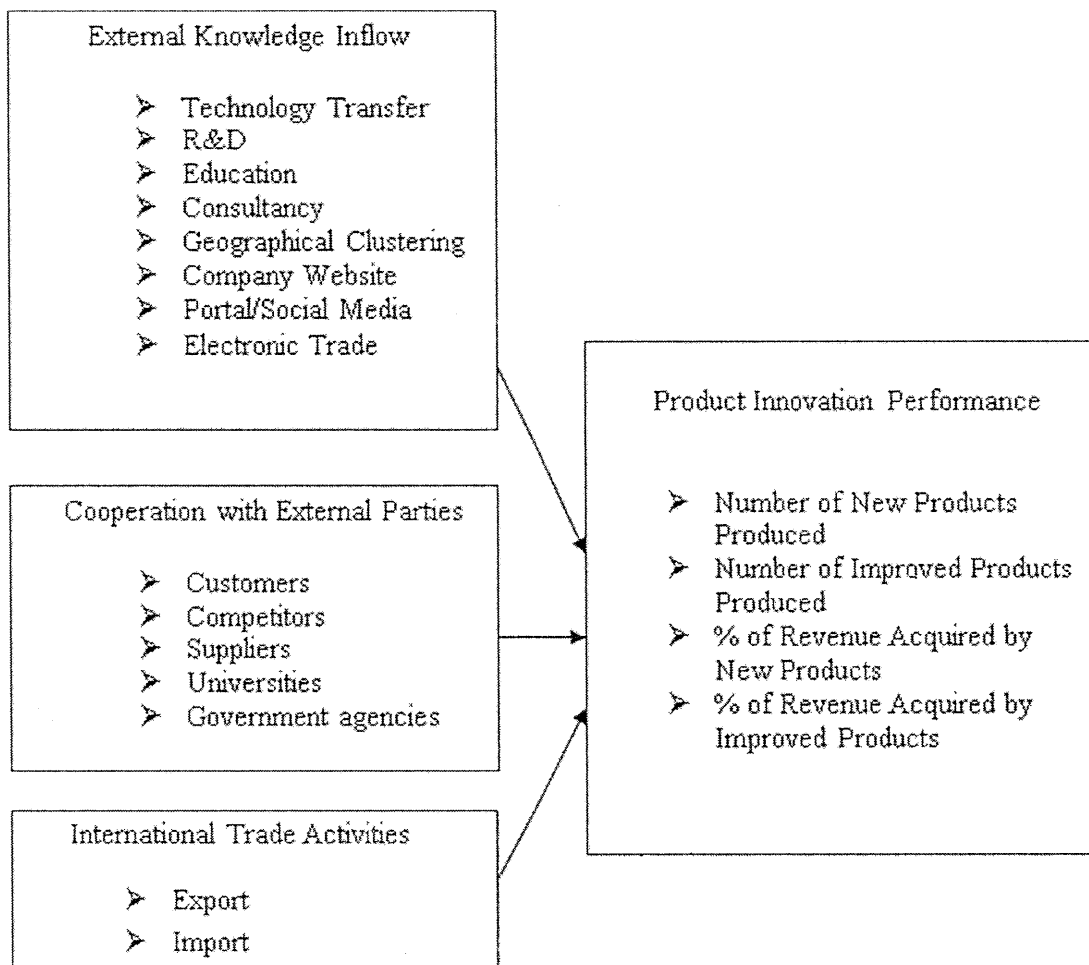 External Knowledge Inflow
➢ Technology Transfer
➢ R&D
➢ Education
➢ Consultancy
➢ Geographical Clustering
➢ Company Website
➢ Portal/Social Media
➢ Electronic Trade
Cooperation with External Parties
➢ Customers
➢ Competitors
➢ Suppliers
➢ Universities
➢ Government agencies
International Trade Activities
➢ Export
➢ Import
Product Innovation Performance
➢ Number of New Products
Produced
➢ Number of Improved Products
Produced
➢ % of Revenue Acquired by
New Products
➢ % of Revenue Acquired by
Improved Products